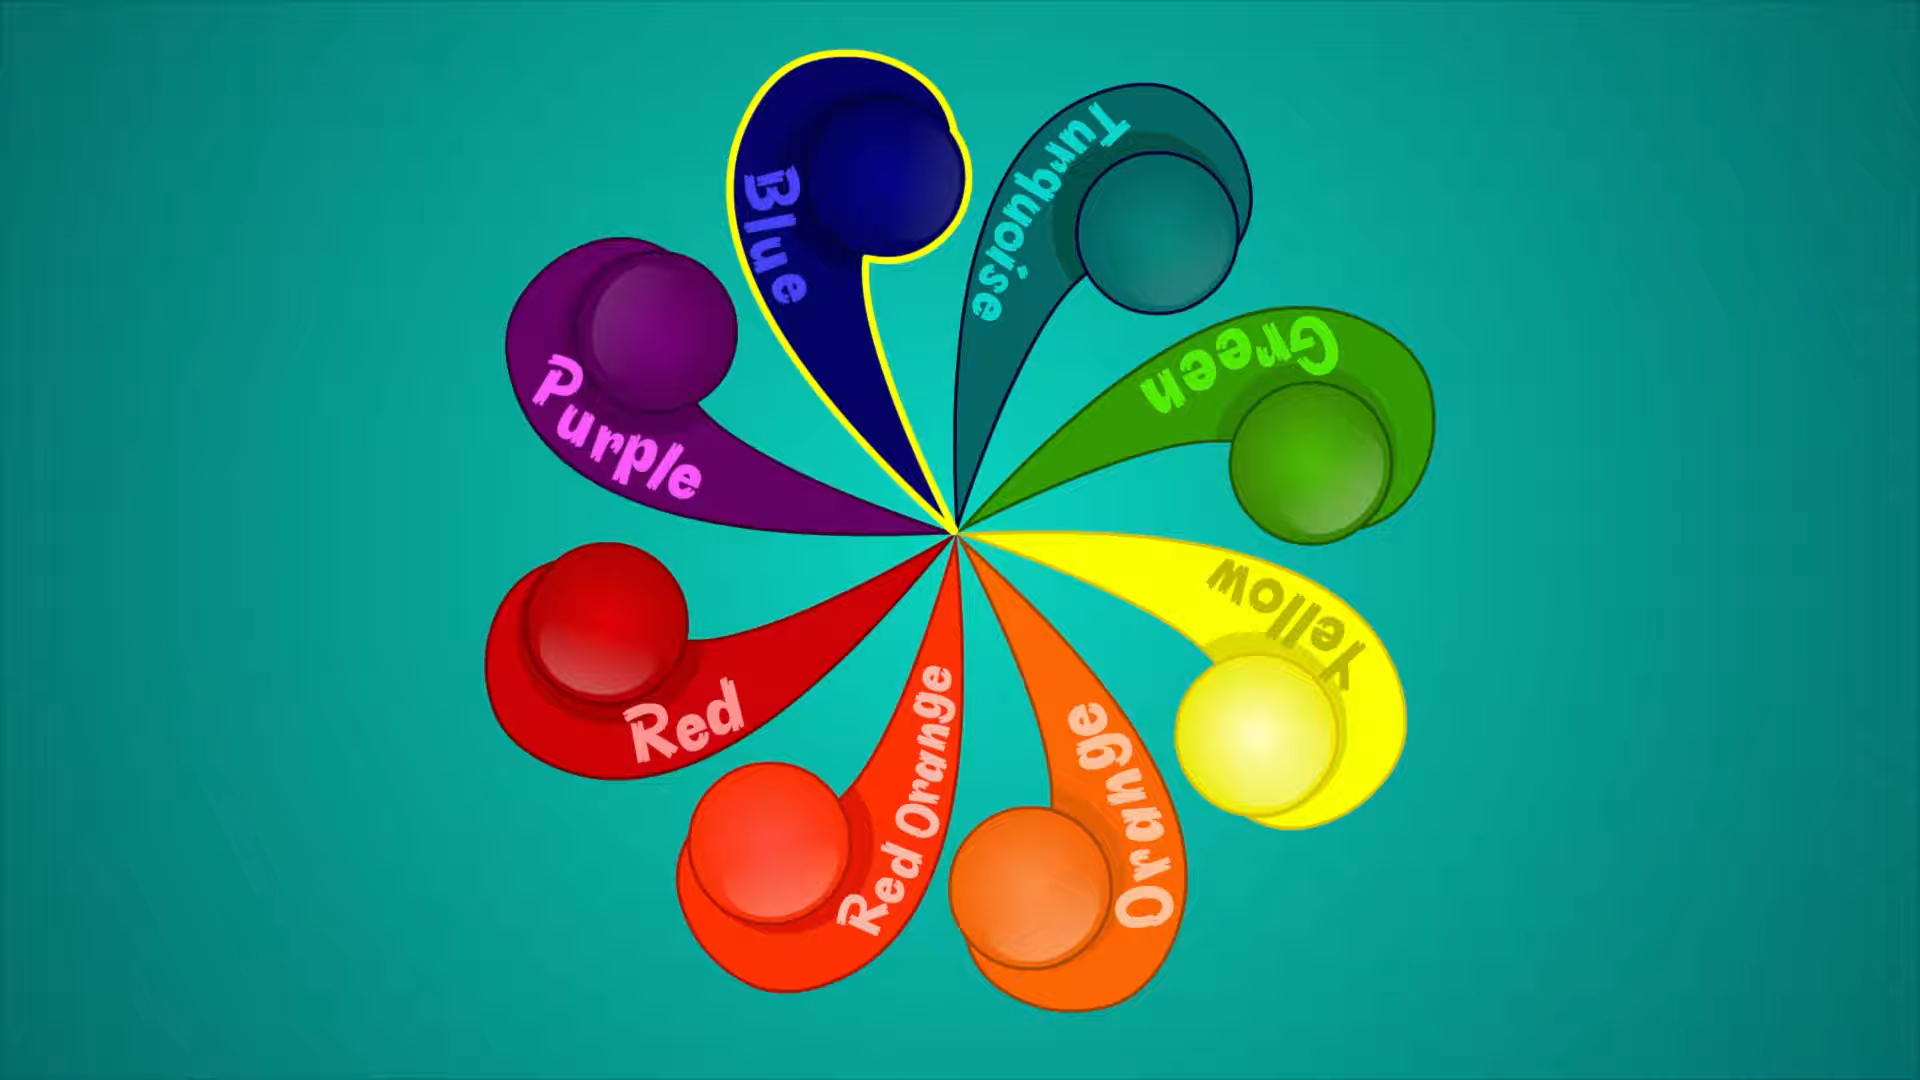 Blue
Turquoise
Green
Yellow
Orange
Red Orange
Red
Purple